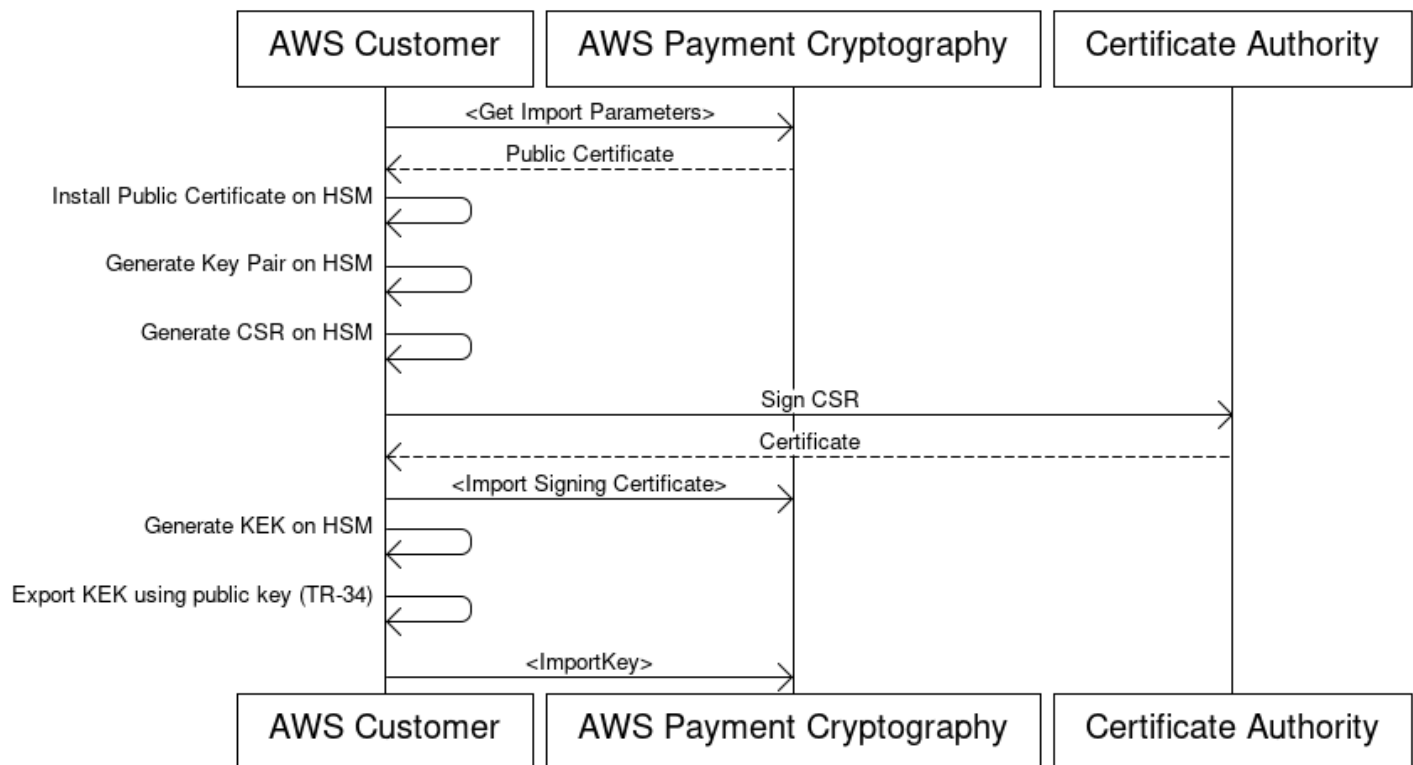 AWS Customer
AWS Payment Cryptography
Certificate Authority
<Get Import Parameters>
Public Certificate
Install Public Certificate on HSM
Generate Key Pair on HSM
Generate CSR on HSM
Sign CSR
Certificate
<Import Signing Certificate>
Generate KEK on HSM
Export KEK using public key (TR-34)
<ImportKey>
AWS Customer
AWS Payment Cryptography
Certificate Authority